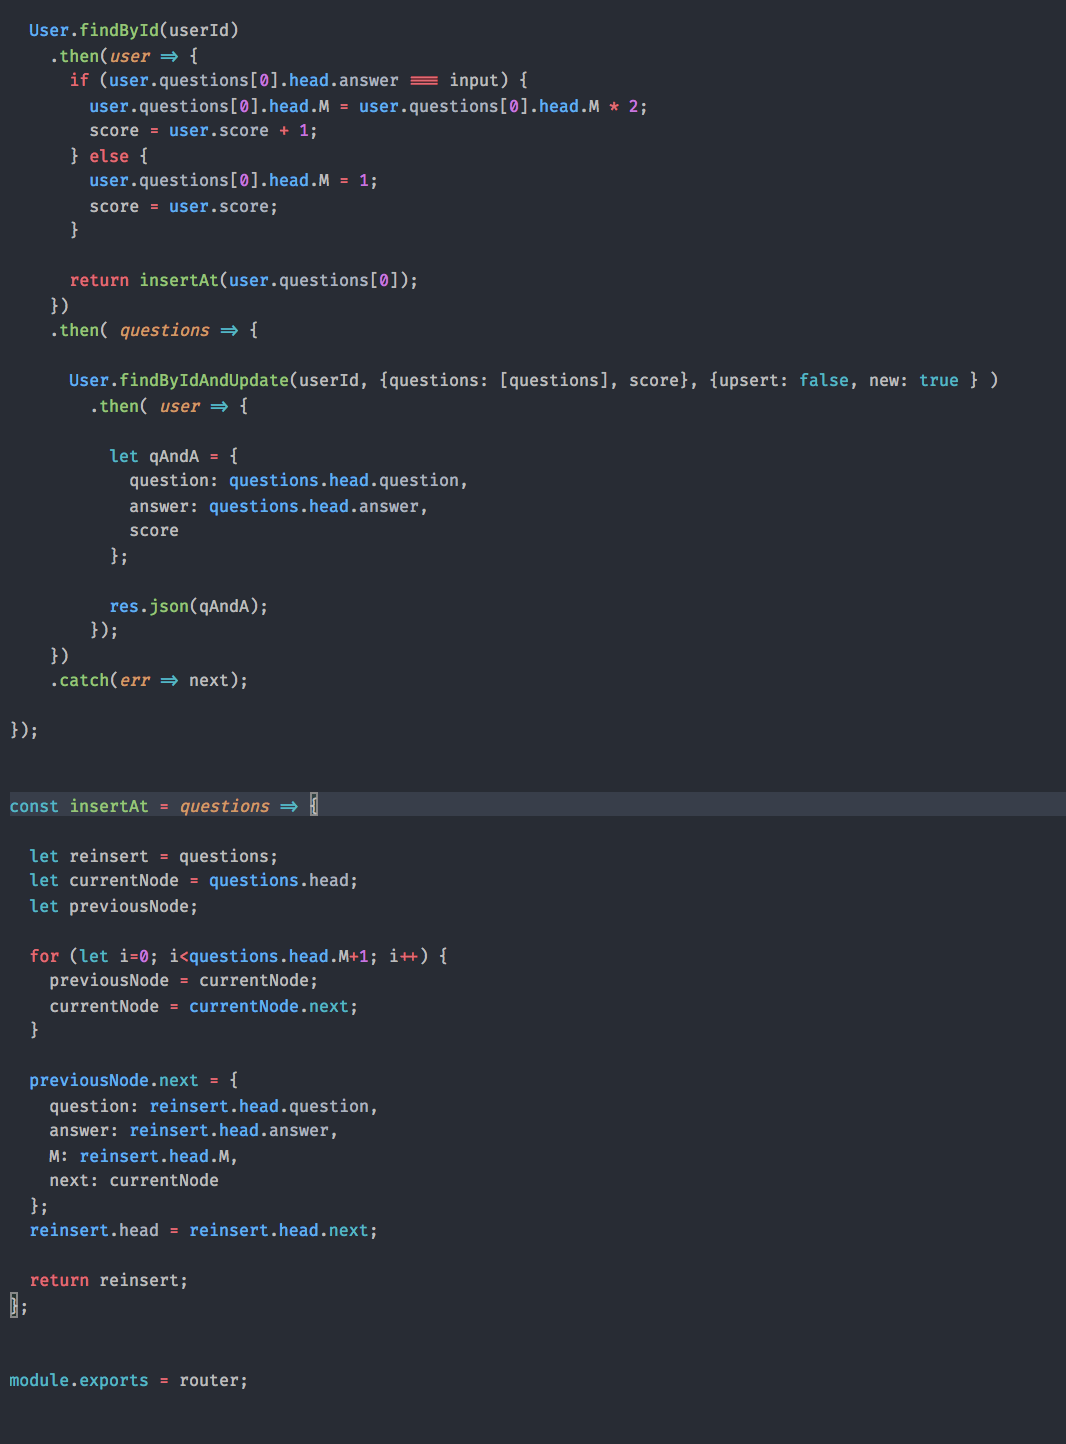 User.findById(userId)
.then(user => {
if (user.questions[0].head.answer === input) {
user.questions[0].head.M = user.questions[0].head.M * 2;
score = user.score + 1;
} else {
user.questions[0].head.M = 1;
score = user.score;
}
return insertAt(user.questions[0]);
})
.then( questions => {
User.findByIdAndUpdate(userId, {questions: [questions], score}, {upsert: false, new: true } )
.then( user => {
let qAndA = {
question: questions.head.question,
answer: questions.head.answer,
score
};
res.json(qAndA);
});
})
.catch(err => next);
});
const insertAt = questions => {
let reinsert = questions;
let currentNode = questions.head;
let previousNode;
for (let i=0; i<questions.head.M+1; i++) {
previousNode = currentNode;
currentNode = currentNode.next;
}
previousNode.next = {
question: reinsert.head.question,
answer: reinsert.head.answer,
M: reinsert.head.M,
next: currentNode
};
reinsert.head = reinsert.head.next;
return reinsert;
};
module.exports = router;